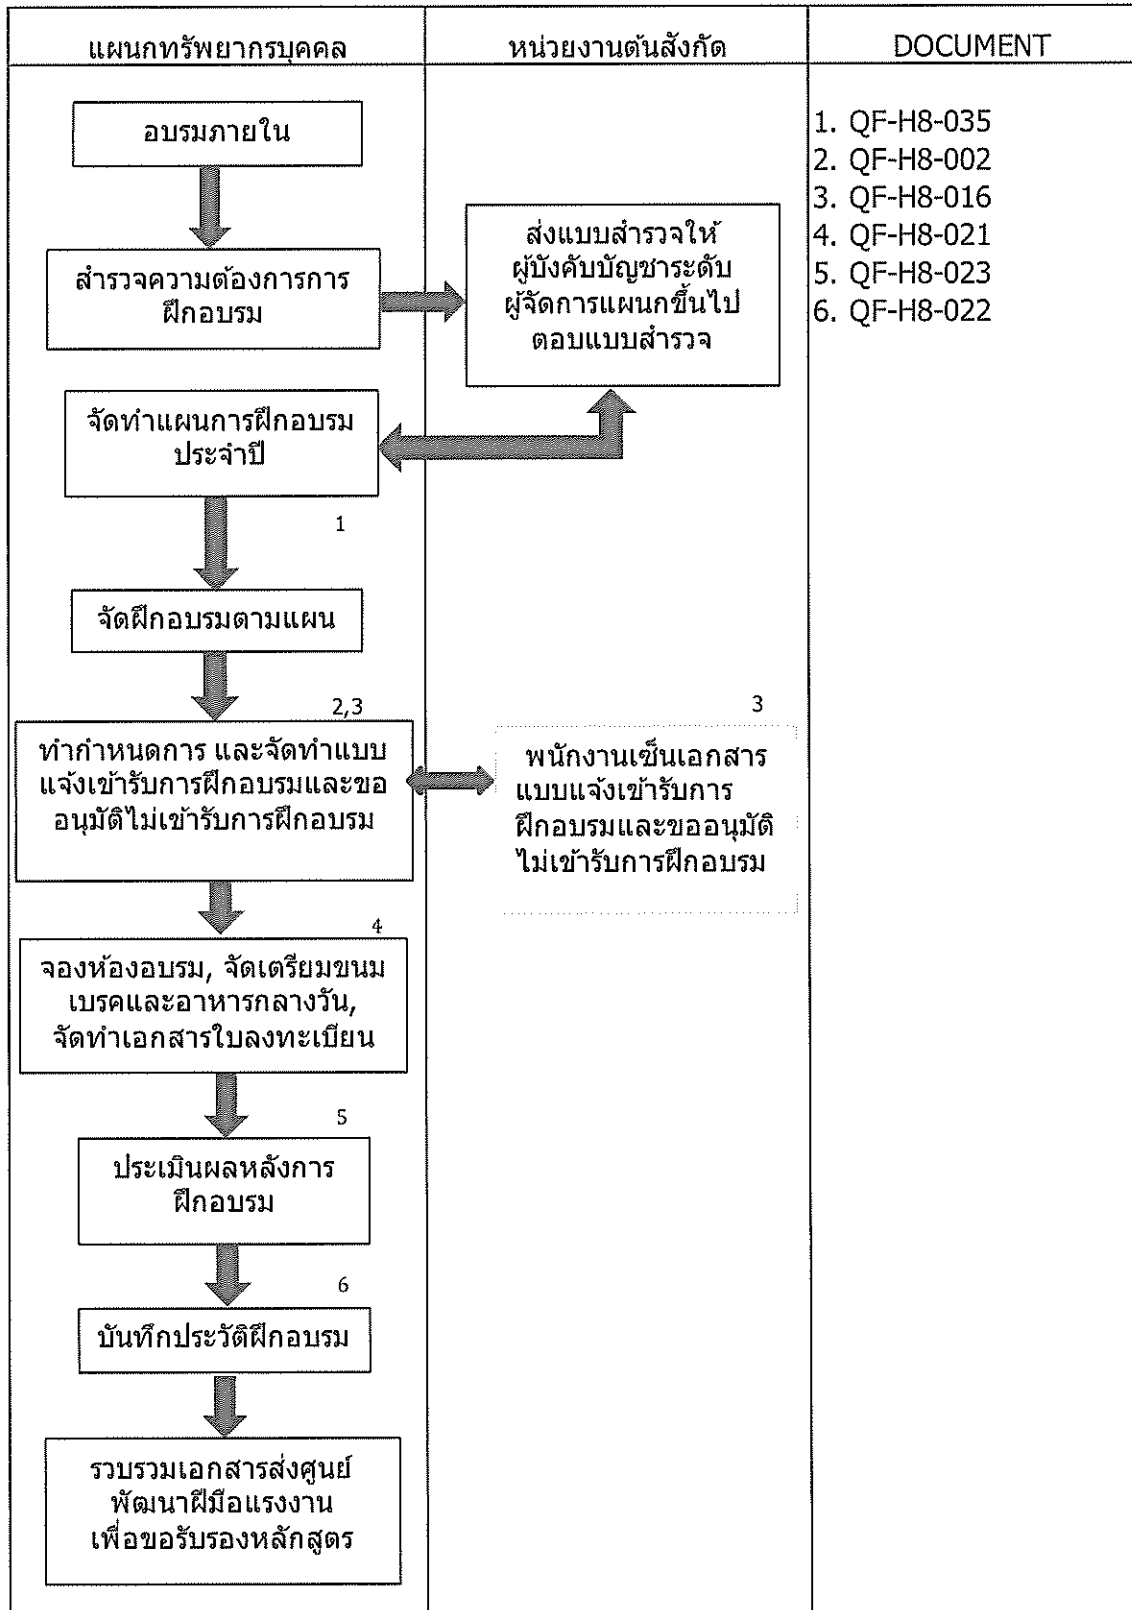 แผนกทรัพยากรบุคคล
หน่วยงานต้นสังกัด
DOCUMENT
อบรมภายใน
สำรวจความต้องการการ
ฝึกอบรม
ส่งแบบสำรวจให้
ผู้บังคับบัญชาระดับ
ผู้จัดการแผนกขึ้นไป
ตอบแบบสำรวจ
1. QF-H8-035
2. QF-H8-002
3. QF-H8-016
4. QF-H8-021
5. QF-H8-023
6. QF-H8-022
จัดทำแผนการฝึกอบรม
ประจำปี
1
จัดฝึกอบรมตามแผน
2,3
ทำกำหนดการ และจัดทำแบบ
แจ้งเข้ารับการฝึกอบรมและขอ
อนุมัติไม่เข้ารับการฝึกอบรม
3
พนักงานเซ็นเอกสาร
แบบแจ้งเข้ารับการ
ฝึกอบรมและขออนุมัติ
ไม่เข้ารับการฝึกอบรม
4
จองห้องอบรม, จัดเตรียมขนม
เบรคและอาหารกลางวัน,
จัดทำเอกสารใบลงทะเบียน
5
ประเมินผลหลังการ
ฝึกอบรม
6
บันทึกประวัติฝึกอบรม
รวบรวมเอกสารส่งศูนย์
พัฒนาฝีมือแรงงาน
เพื่อขอรับรองหลักสูตร